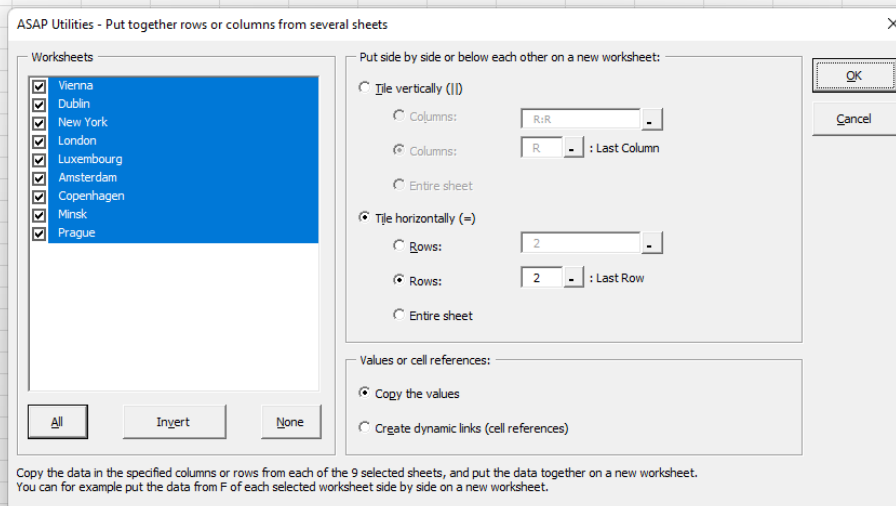 ASAP Utilities - Put together rows or columns from several sheets
Worksheets
Vienna
Dublin
New York
London
Luxembourg
Amsterdam
Copenhagen
Minsk
Prague
All
Invert
None
Put side by side or below each other on a new worksheet:
Tile vertically (||)
Columns: R:R
Columns: R : Last Column
Entire sheet
Tile horizontally (=)
Rows: 2
Rows: 2 : Last Row
Entire sheet
Values or cell references:
Copy the values
Create dynamic links (cell references)
OK
Cancel
Copy the data in the specified columns or rows from each of the 9 selected sheets, and put the data together on a new worksheet.
You can for example put the data from F of each selected worksheet side by side on a new worksheet.